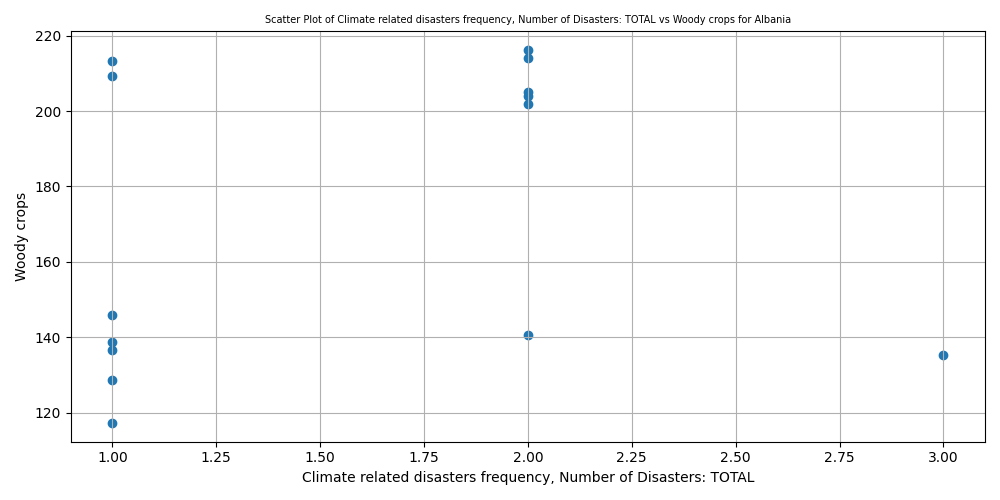 Scatter Plot of Climate related disasters frequency, Number of Disasters: TOTAL vs Woody crops for Albania
220
200
180
160
140
120
Woody crops
1.00 1.25 1.50 1.75 2.00 2.25 2.50 2.75 3.00
Climate related disasters frequency, Number of Disasters: TOTAL